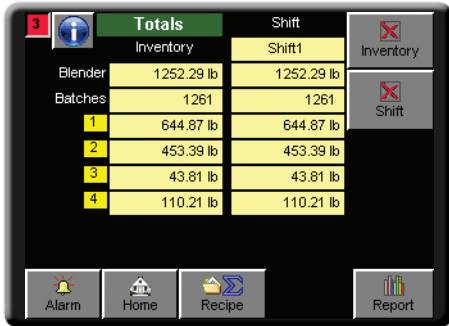 3 Totals Shift
Inventory Shift1 Inventory
Blender 1252.29 lb 1252.29 lb
Batches 1261 1261 Shift
1 644.87 lb 644.87 lb
2 453.39 lb 453.39 lb
3 43.81 lb 43.81 lb
4 110.21 lb 110.21 lb
Alarm Home Recipe Report